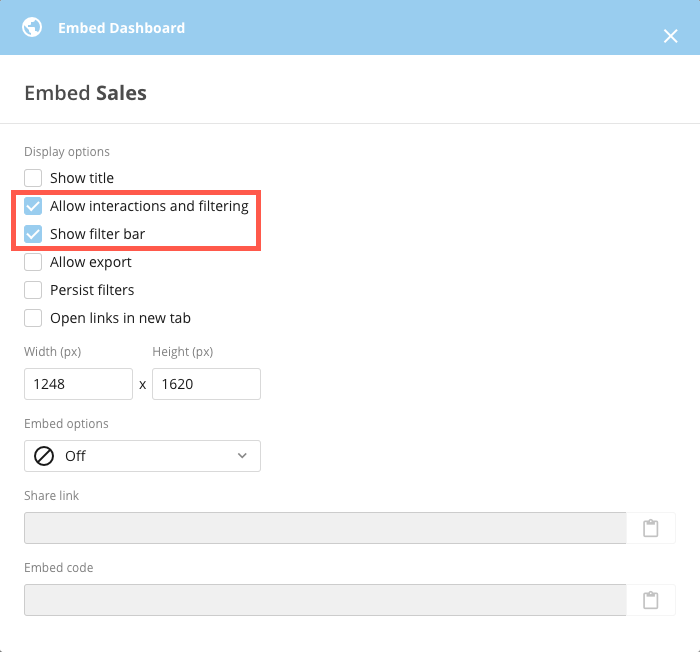 Embed Dashboard
Embed Sales
Display options
Show title
Allow interactions and filtering
Show filter bar
Allow export
Persist filters
Open links in new tab
Width (px) Height (px)
1248 x 1620
Embed options
Off
Share link
Embed code